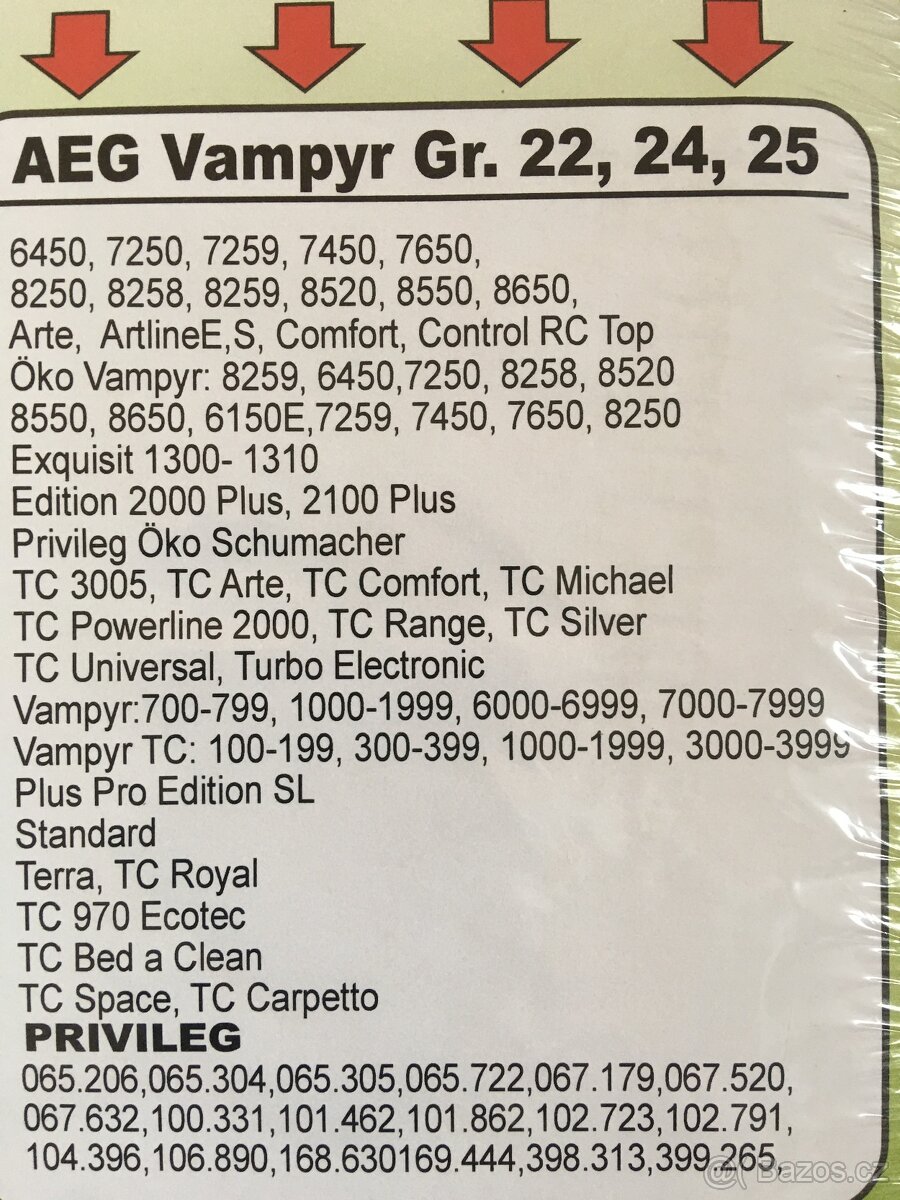 AEG Vampyr Gr. 22, 24, 25
6450, 7250, 7259, 7450, 7650,
8250, 8258, 8259, 8520, 8550, 8650,
Arte, ArtlineE,S, Comfort, Control RC Top
Öko Vampyr: 8259, 6450,7250, 8258, 8520
8550, 8650, 6150E,7259, 7450, 7650, 8250
Exquisit 1300- 1310
Edition 2000 Plus, 2100 Plus
Privileg Öko Schumacher
TC 3005, TC Arte, TC Comfort, TC Michael
TC Powerline 2000, TC Range, TC Silver
TC Universal, Turbo Electronic
Vampyr:700-799, 1000-1999, 6000-6999, 7000-7999
Vampyr TC: 100-199, 300-399, 1000-1999, 3000-3999
Plus Pro Edition SL
Standard
Terra, TC Royal
TC 970 Ecotec
TC Bed a Clean
TC Space, TC Carpetto
PRIVILEG
065.206,065.304,065.305,065.722,067.179,067.520,
067.632,100.331,101.462,101.862,102.723,102.791,
104.396,106.890,168.630169.444,398.313,399.265,
Bazos.cz